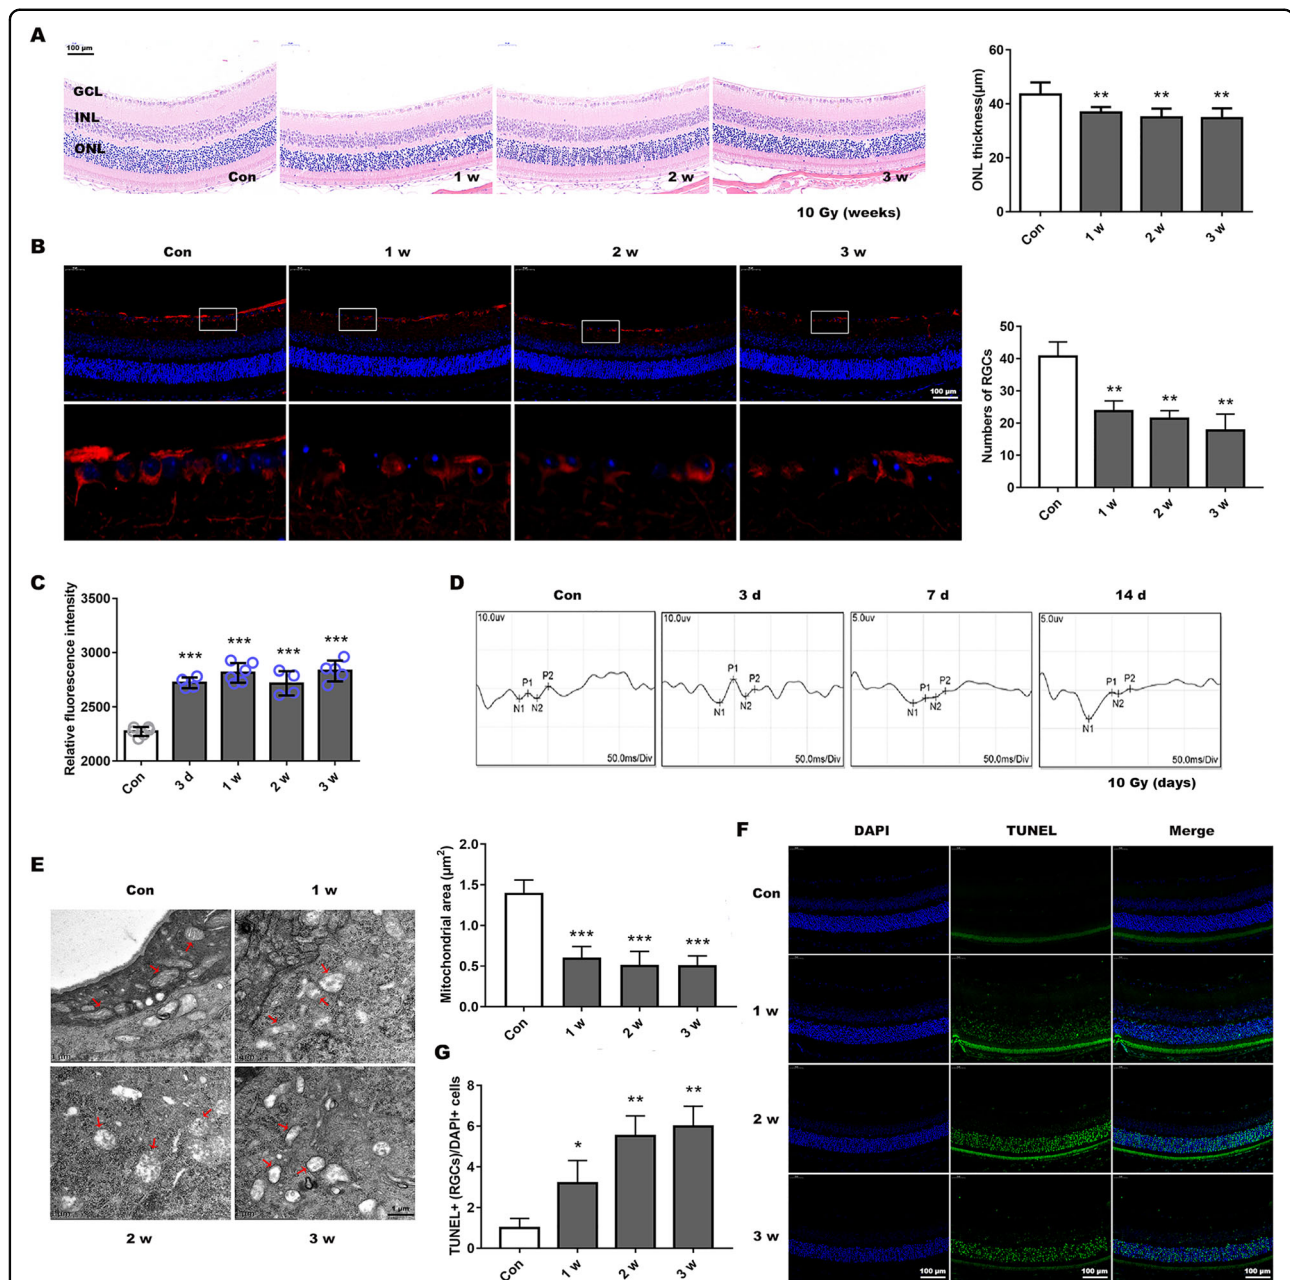 A
100 µm
GCL
INL
ONL
Con
1 w
2 w
3 w
10 Gy (weeks)
ONL thickness(µm)
60
40
20
0
**
**
**
Con
1 w
2 w
3 w
B
Con
1 w
2 w
3 w
100 µm
Numbers of RGCs
50
40
30
20
10
0
**
**
**
Con
1 w
2 w
3 w
C
Relative fluorescence intensity
3500
3000
2500
2000
***
***
***
***
Con
3 d
1 w
2 w
3 w
D
Con
3 d
7 d
14 d
10.0uv
P1
P2
N1
N2
50.0ms/Div
10.0uv
P1
P2
N1
N2
50.0ms/Div
5.0uv
P1
P2
N1
N2
50.0ms/Div
5.0uv
P1
P2
N1
N2
50.0ms/Div
10 Gy (days)
E
Con
1 w
2 w
3 w
1 µm
Mitochondrial area (µm²)
2.0
1.5
1.0
0.5
0.0
***
***
***
Con
1 w
2 w
3 w
F
DAPI
TUNEL
Merge
Con
1 w
2 w
3 w
100 µm
100 µm
100 µm
G
TUNEL+ (RGCs)/DAPI+ cells
8
6
4
2
0
*
**
**
Con
1 w
2 w
3 w